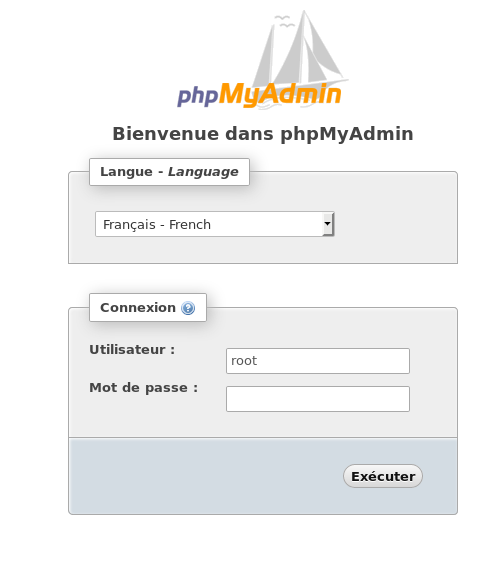 phpMyAdmin
Bienvenue dans phpMyAdmin
Langue - Language
Français - French
Connexion
Utilisateur :
root
Mot de passe :
Exécuter